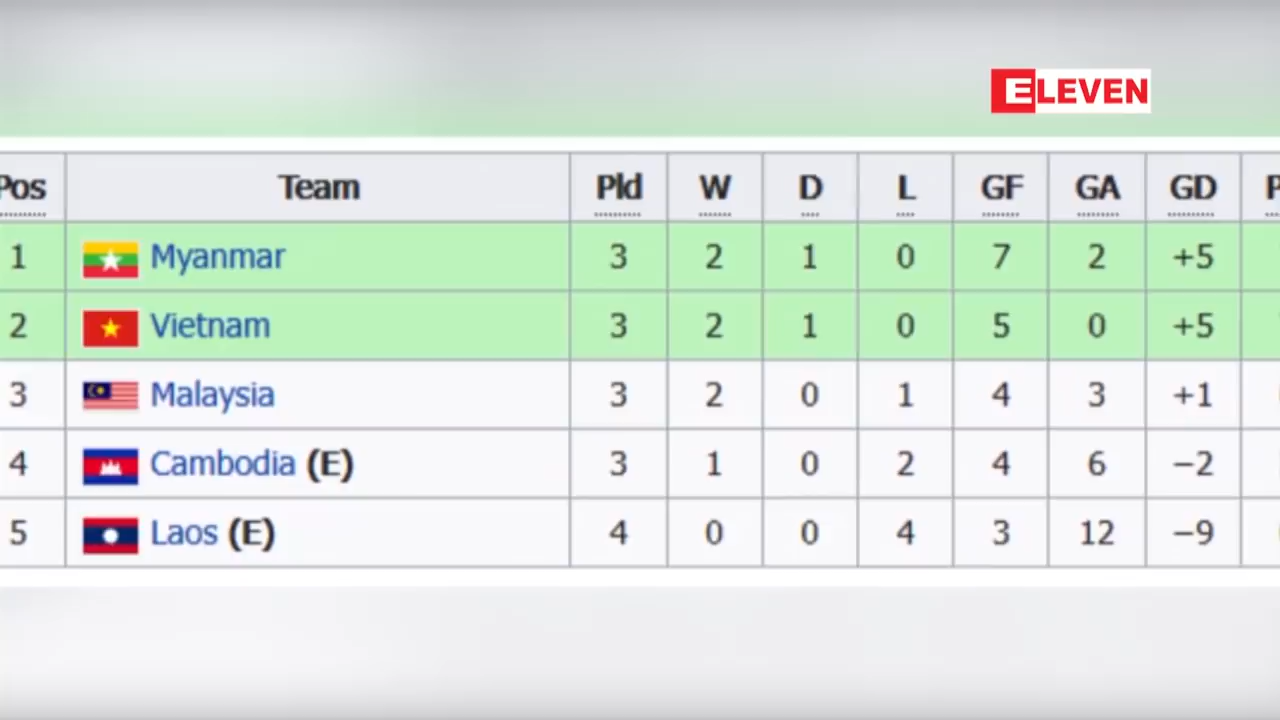 ELEVEN
Pos Team Pld W D L GF GA GD P
1 Myanmar 3 2 1 0 7 2 +5
2 Vietnam 3 2 1 0 5 0 +5
3 Malaysia 3 2 0 1 4 3 +1
4 Cambodia (E) 3 1 0 2 4 6 −2
5 Laos (E) 4 0 0 4 3 12 −9